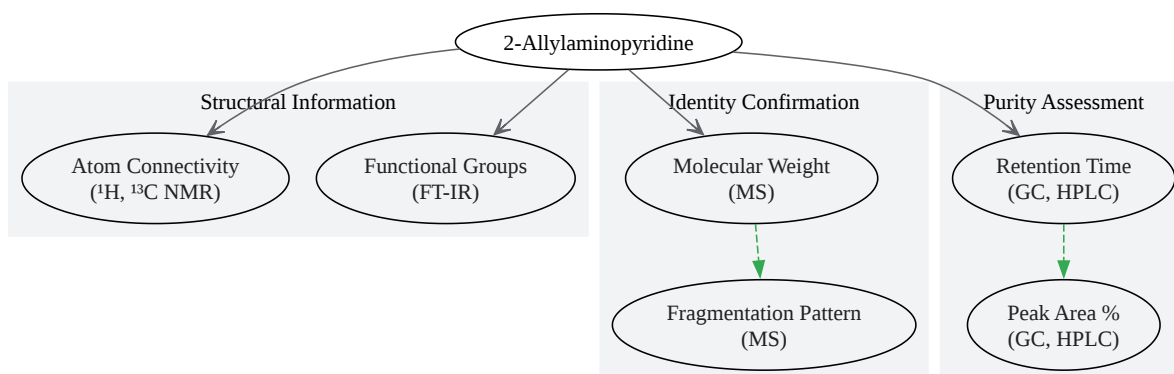 2-Allylaminopyridine
Structural Information
Identity Confirmation
Purity Assessment
Atom Connectivity
(¹H, ¹³C NMR)
Functional Groups
(FT-IR)
Molecular Weight
(MS)
Retention Time
(GC, HPLC)
Fragmentation Pattern
(MS)
Peak Area %
(GC, HPLC)